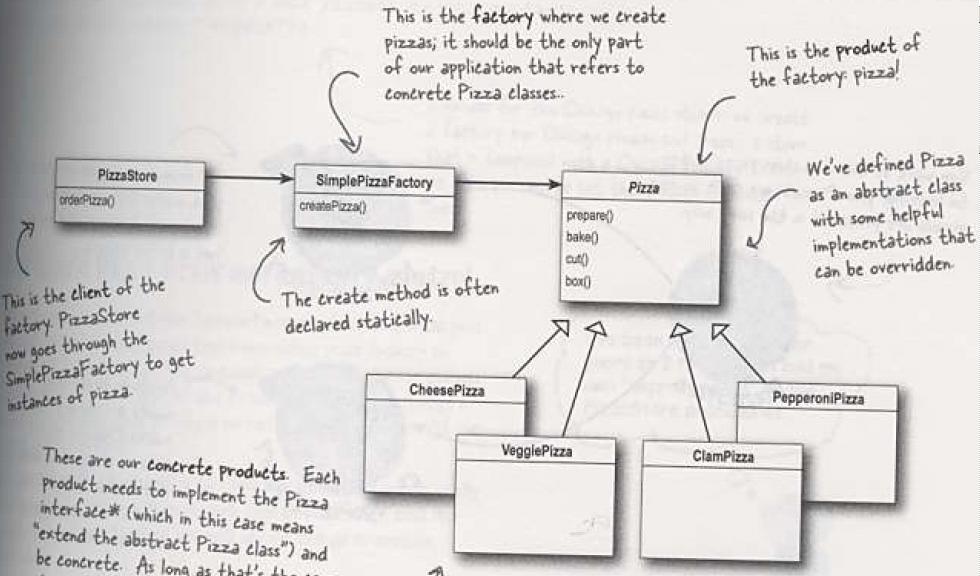 This is the factory where we create
pizzas; it should be the only part
of our application that refers to
concrete Pizza classes..
This is the product of
the factory: pizza!
PizzaStore
orderPizza()
SimplePizzaFactory
createPizza()
Pizza
prepare()
bake()
cut()
box()
We've defined Pizza
as an abstract class
with some helpful
implementations that
can be overridden.
This is the client of the
factory. PizzaStore
now goes through the
SimplePizzaFactory to get
instances of pizza.
The create method is often
declared statically.
CheesePizza
VeggiePizza
ClamPizza
PepperoniPizza
These are our concrete products. Each
product needs to implement the Pizza
interface* (which in this case means
"extend the abstract Pizza class") and
be concrete. As long as that's the